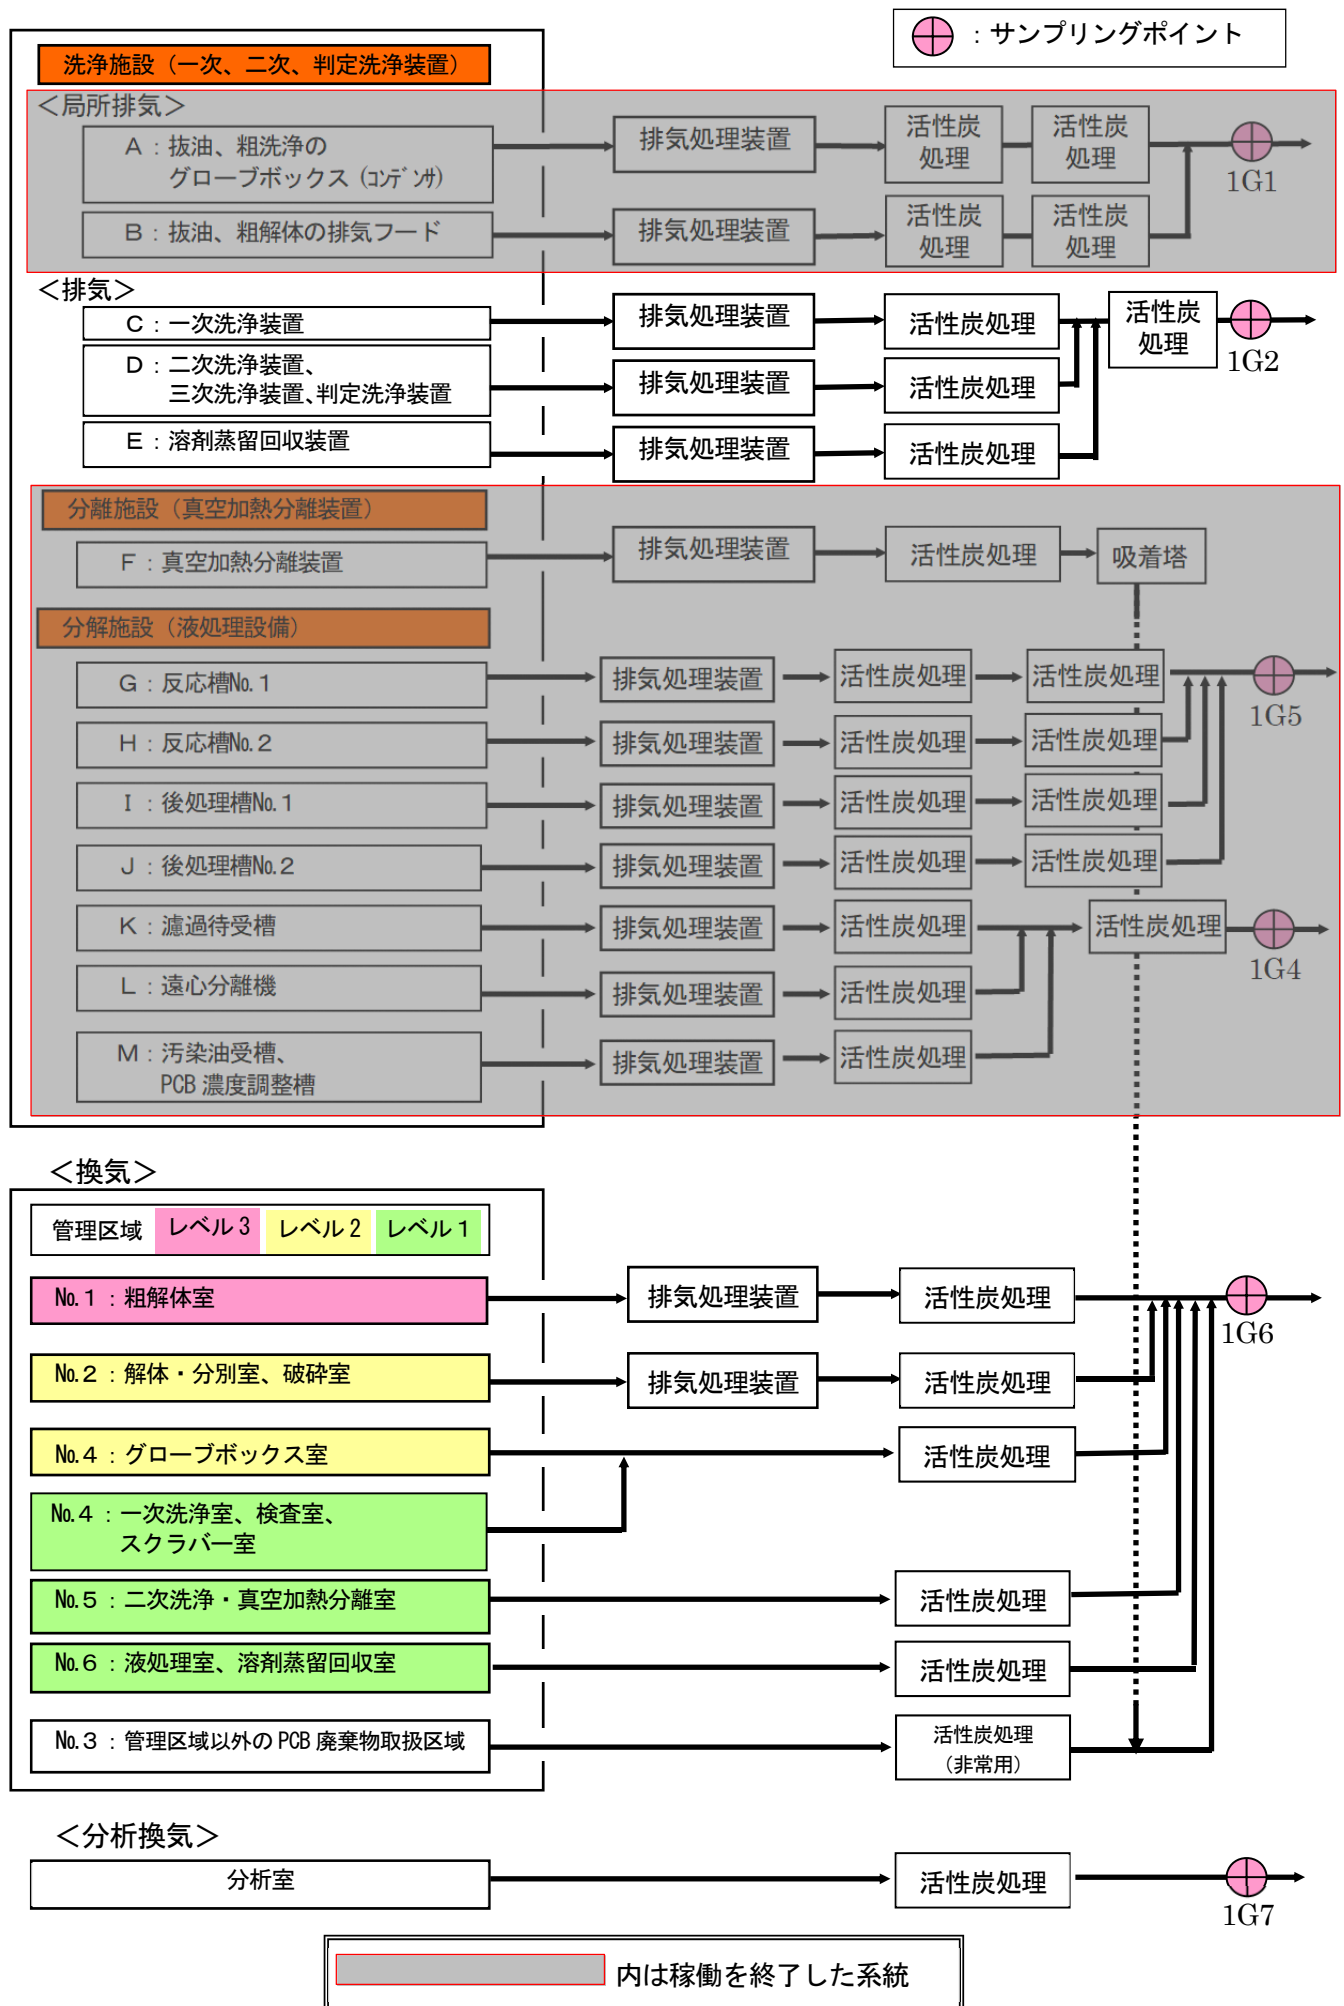 ：サンプリングポイント
洗浄施設（一次、二次、判定洗浄装置）
＜局所排気＞
A：抜油、粗洗浄の
グローブボックス（ｺﾝﾃﾞﾝｻ）
排気処理装置
活性炭
処理
活性炭
処理
1G1
B：抜油、粗解体の排気フード
排気処理装置
活性炭
処理
活性炭
処理
＜排気＞
C：一次洗浄装置
排気処理装置
活性炭処理
活性炭
処理
1G2
D：二次洗浄装置、
三次洗浄装置、判定洗浄装置
排気処理装置
活性炭処理
E：溶剤蒸留回収装置
排気処理装置
活性炭処理
分離施設（真空加熱分離装置）
F：真空加熱分離装置
排気処理装置
活性炭処理
吸着塔
分解施設（液処理設備）
G：反応槽№1
排気処理装置
活性炭処理
活性炭処理
1G5
H：反応槽№2
排気処理装置
活性炭処理
活性炭処理
I：後処理槽№1
排気処理装置
活性炭処理
活性炭処理
J：後処理槽№2
排気処理装置
活性炭処理
活性炭処理
K：濾過待受槽
排気処理装置
活性炭処理
活性炭処理
1G4
L：遠心分離機
排気処理装置
活性炭処理
M：汚染油受槽、
PCB濃度調整槽
排気処理装置
活性炭処理
＜換気＞
管理区域 レベル3 レベル2 レベル1
№1：粗解体室
排気処理装置
活性炭処理
1G6
№2：解体・分別室、破砕室
排気処理装置
活性炭処理
№4：グローブボックス室
活性炭処理
№4：一次洗浄室、検査室、
スクラバー室
№5：二次洗浄・真空加熱分離室
活性炭処理
№6：液処理室、溶剤蒸留回収室
活性炭処理
№3：管理区域以外のPCB廃棄物取扱区域
活性炭処理
（非常用）
＜分析換気＞
分析室
活性炭処理
1G7
内は稼働を終了した系統